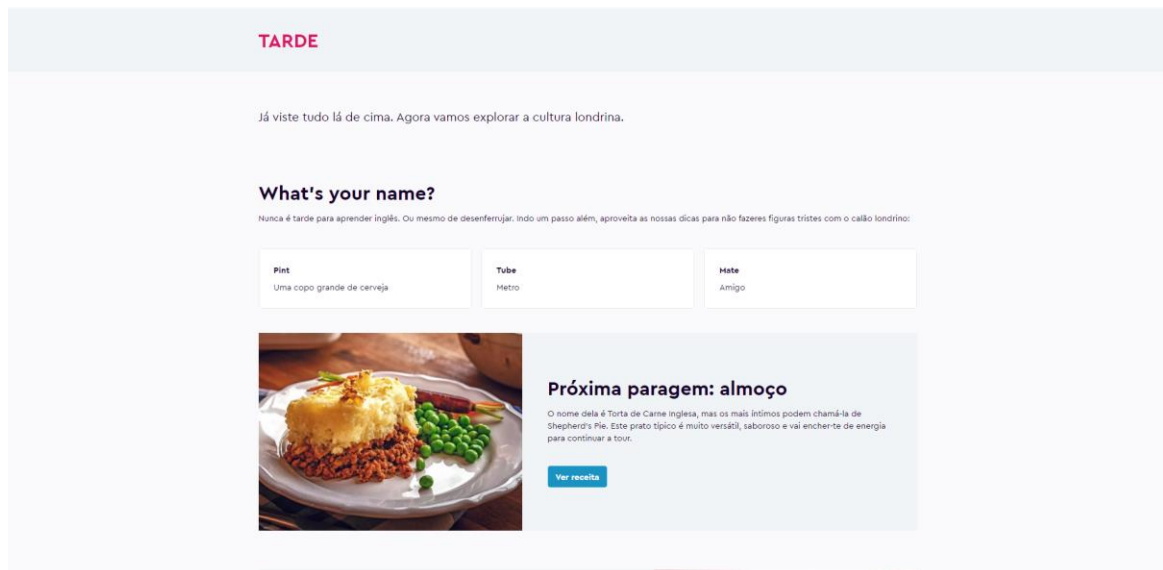 TARDE
Já viste tudo lá de cima. Agora vamos explorar a cultura londrina.
What's your name?
Nunca é tarde para aprender inglês. Ou mesmo de desenferrujar. Indo um passo além, aproveita as nossas dicas para não fazeres figuras tristes com o calão londrino:
Pint
Uma copo grande de cerveja
Tube
Metro
Mate
Amigo
Próxima paragem: almoço
O nome dela é Torta de Carne Inglesa, mas os mais íntimos podem chamá-la de
Shepherd's Pie. Este prato típico é muito versátil, saboroso e vai encher-te de energia
para continuar a tour.
Ver receita